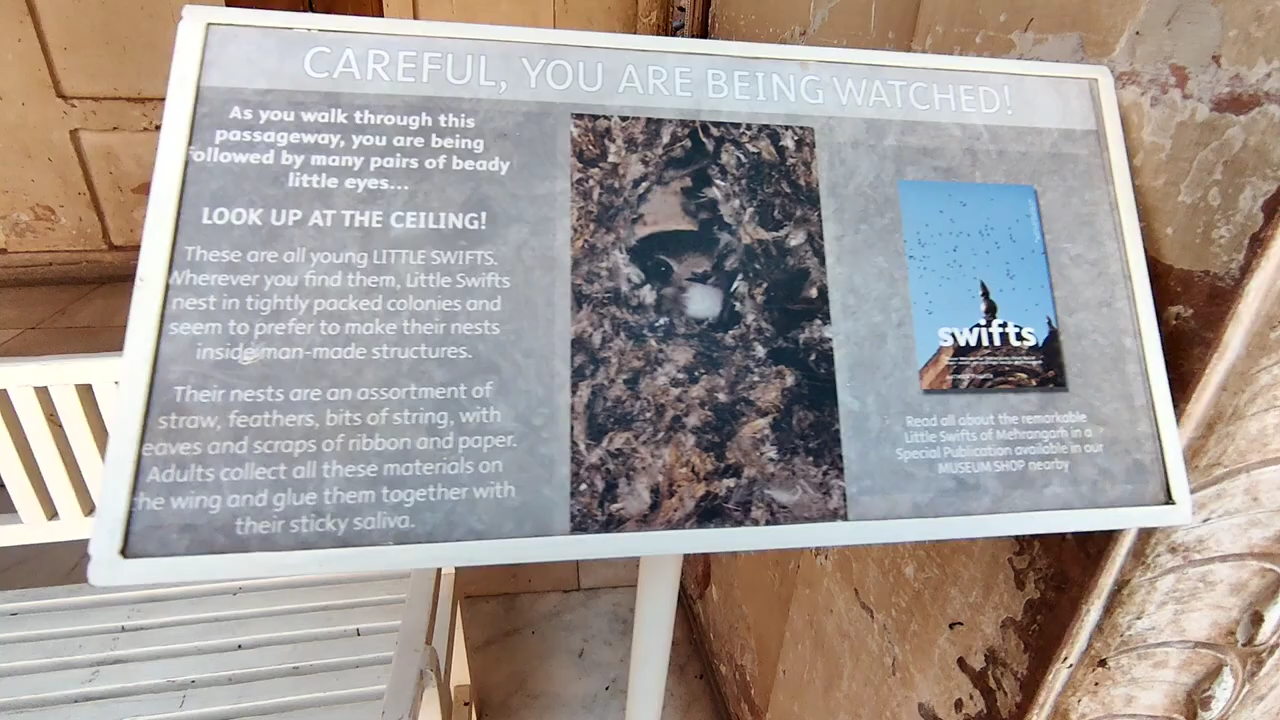 CAREFUL, YOU ARE BEING WATCHED!
As you walk through this
passageway, you are being
ollowed by many pairs of beady
little eyes...
LOOK UP AT THE CEILING!
These are all young LITTLE SWIFTS.
Wherever you find them, Little Swifts
nest in tightly packed colonies and
seem to prefer to make their nests
inside man-made structures.
Their nests are an assortment of
straw, feathers, bits of string, with
eaves and scraps of ribbon and paper.
Adults collect all these materials on
he wing and glue them together with
their sticky saliva.
swifts
Read all about the remarkable
Little Swifts of Mehrangarh in a
Special Publication available in our
MUSEUM SHOP nearby